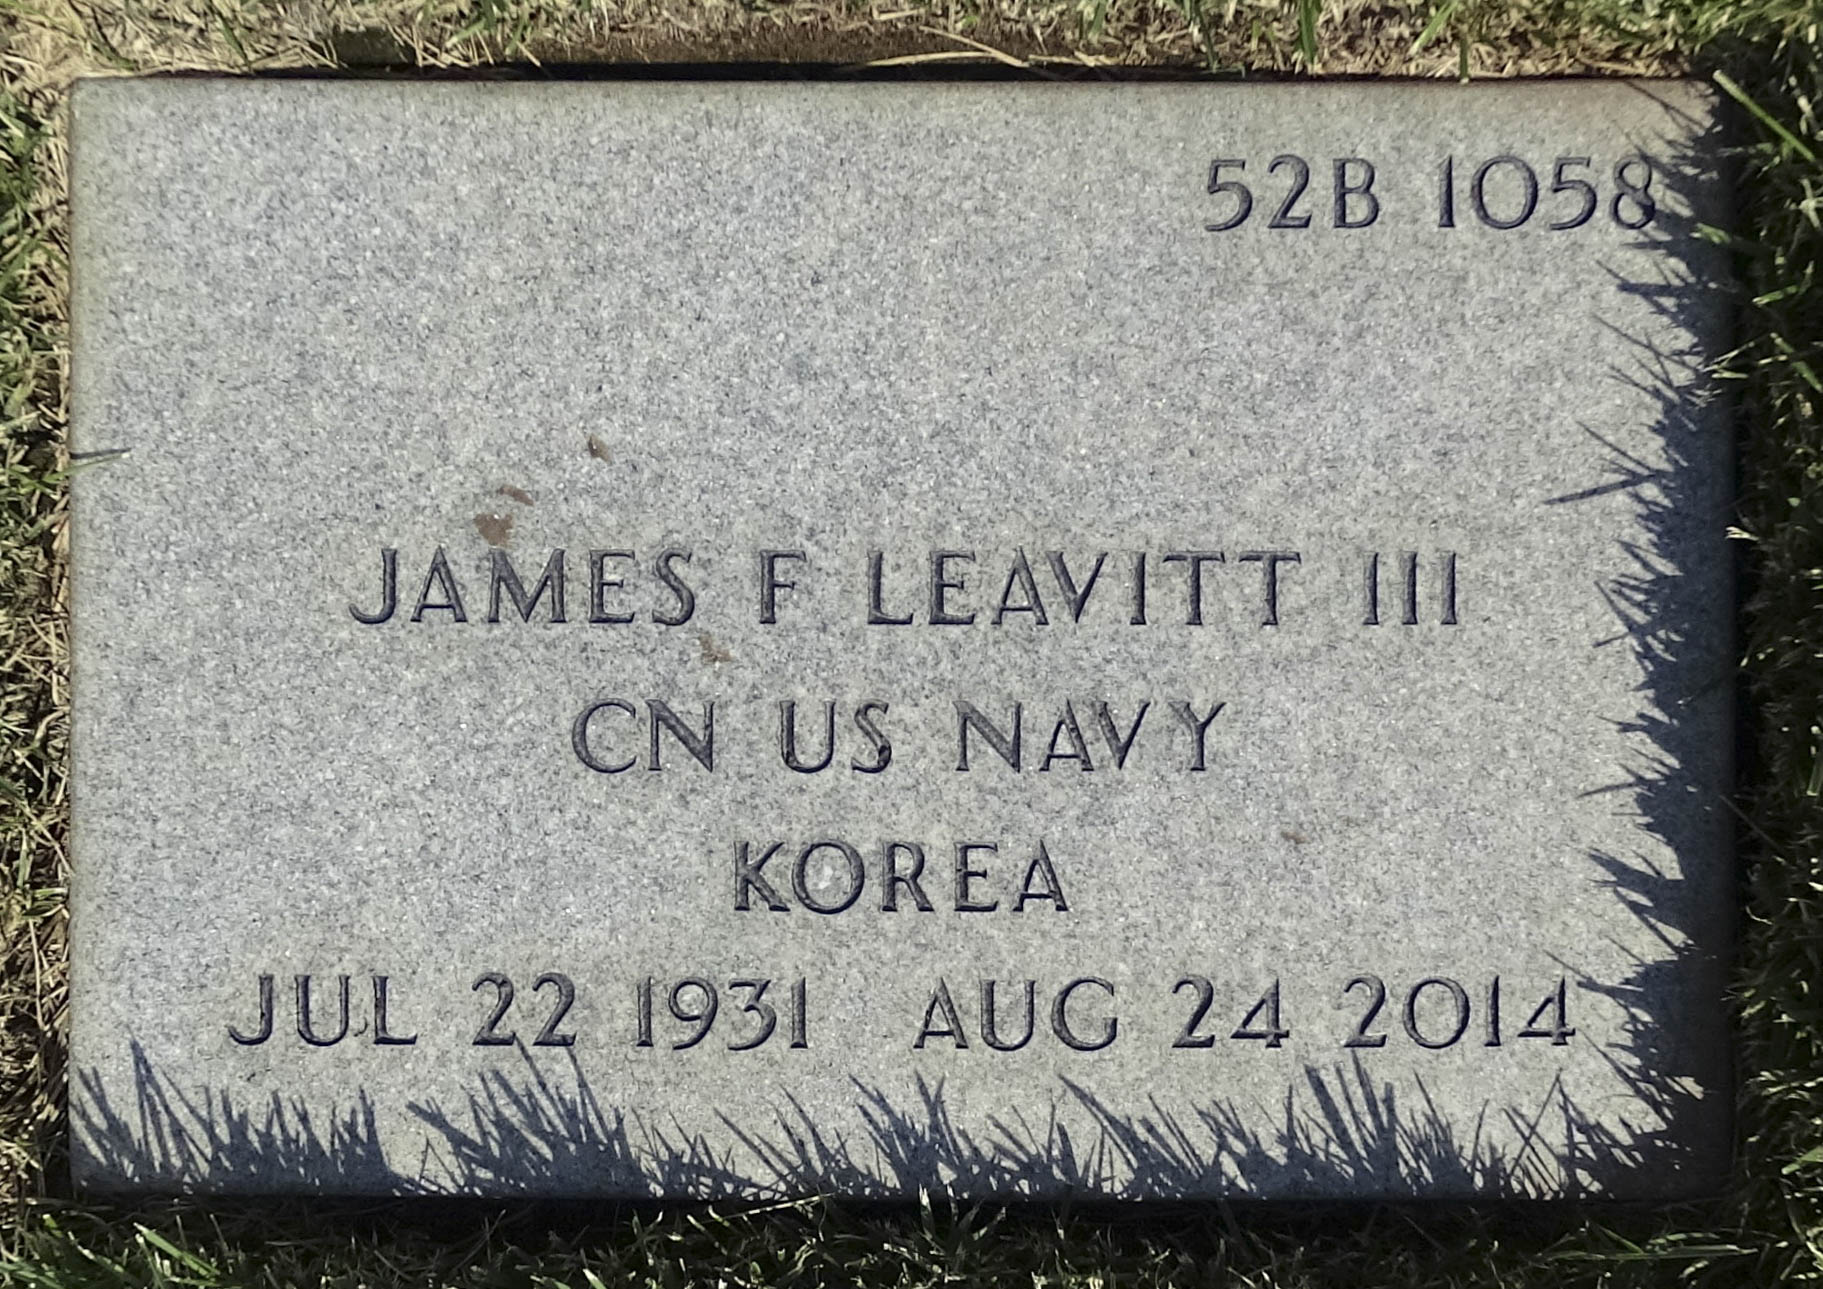 52B 1058
JAMES F LEAVITT III
CN US NAVY
KOREA
JUL 22 1931 AUG 24 2014